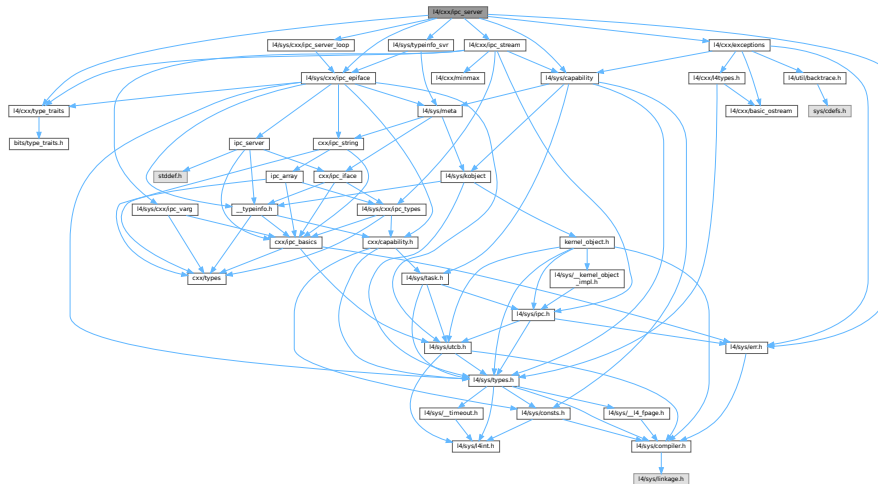 l4/cxx/ipc_server
l4/sys/cxx/ipc_server_loop
l4/sys/typeinfo_svr
l4/cxx/ipc_stream
l4/cxx/exceptions
l4/sys/cxx/ipc_epiface
l4/cxx/minmax
l4/sys/capability
l4/cxx/l4types.h
l4/util/backtrace.h
l4/cxx/type_traits
l4/sys/meta
l4/cxx/basic_ostream
sys/cdefs.h
bits/type_traits.h
ipc_server
cxx/ipc_string
stddef.h
ipc_array
cxx/ipc_iface
l4/sys/kobject
l4/sys/cxx/ipc_varg
__typeinfo.h
l4/sys/cxx/ipc_types
cxx/ipc_basics
cxx/capability.h
kernel_object.h
cxx/types
l4/sys/task.h
l4/sys/__kernel_object
_impl.h
l4/sys/ipc.h
l4/sys/utcb.h
l4/sys/err.h
l4/sys/types.h
l4/sys/__timeout.h
l4/sys/consts.h
l4/sys/__l4_fpage.h
l4/sys/l4int.h
l4/sys/compiler.h
l4/sys/linkage.h